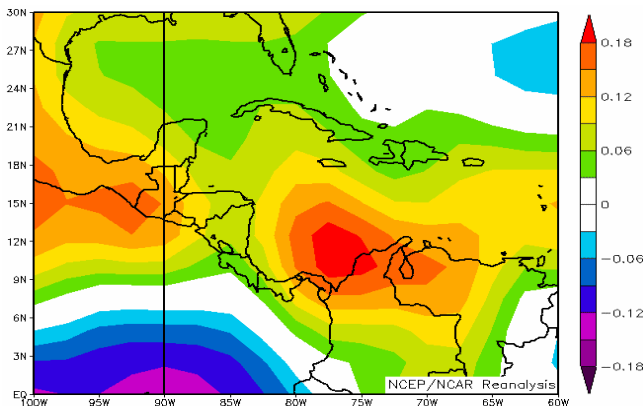 30N
27N
24N
21N
18N
15N
12N
9N
6N
3N
EQ
100W 95W 90W 85W 80W 75W 70W 65W 60W
NCEP/NCAR Reanalysis
0.18
0.12
0.06
0
-0.06
-0.12
-0.18